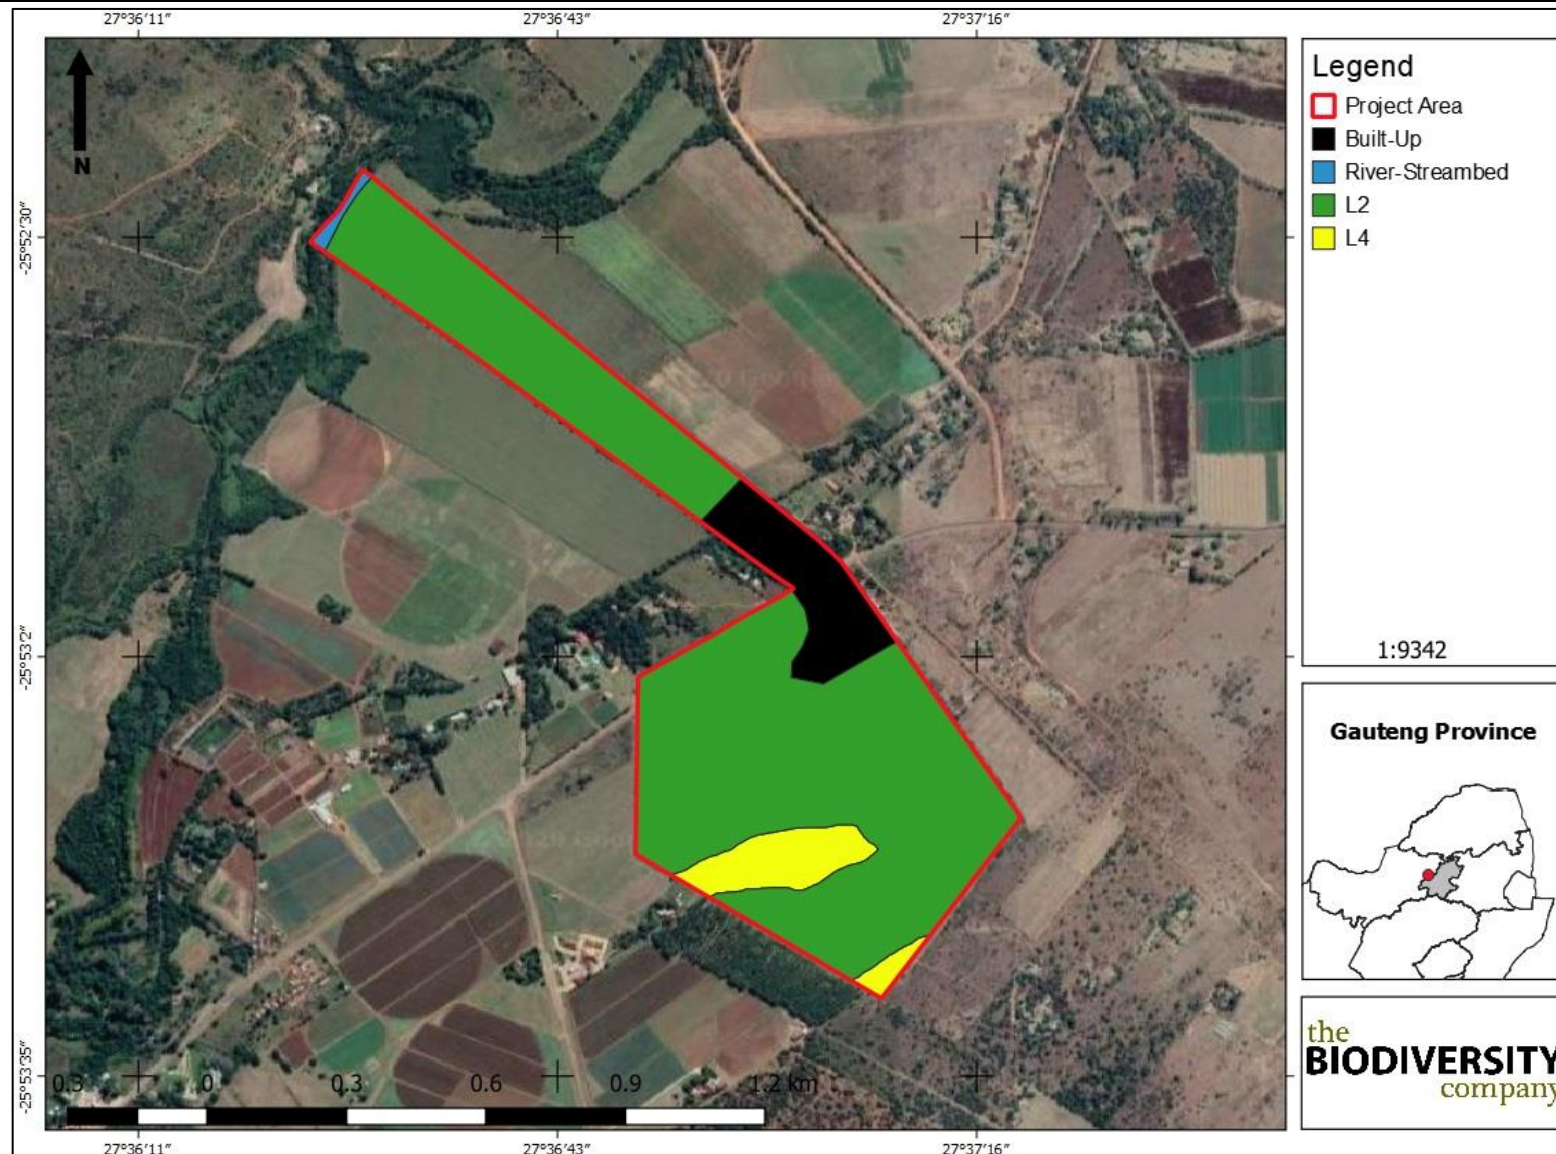 27°36′11″ 27°36′43″ 27°37′16″
N
-25°52′30″
-25°53′2″
-25°53′35″
0.3 0 0.3 0.6 0.9 1.2 km
27°36′11″ 27°36′43″ 27°37′16″
Legend
Project Area
Built-Up
River-Streambed
L2
L4
1:9342
Gauteng Province
the
BIODIVERSITY
company